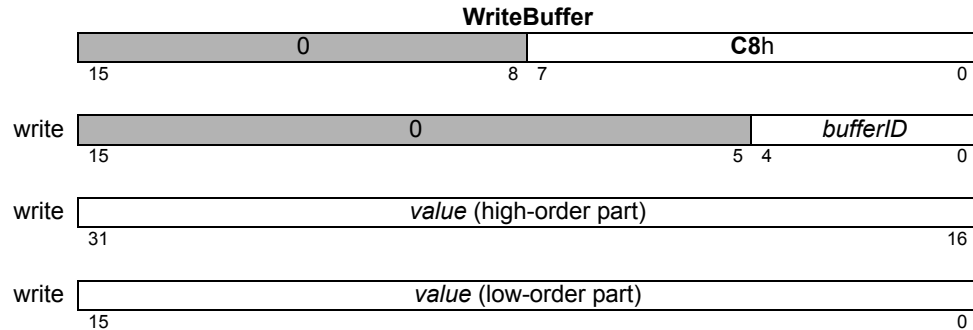 WriteBuffer
0 C8h
15 8 7 0
write 0 bufferID
15 5 4 0
write value (high-order part)
31 16
write value (low-order part)
15 0